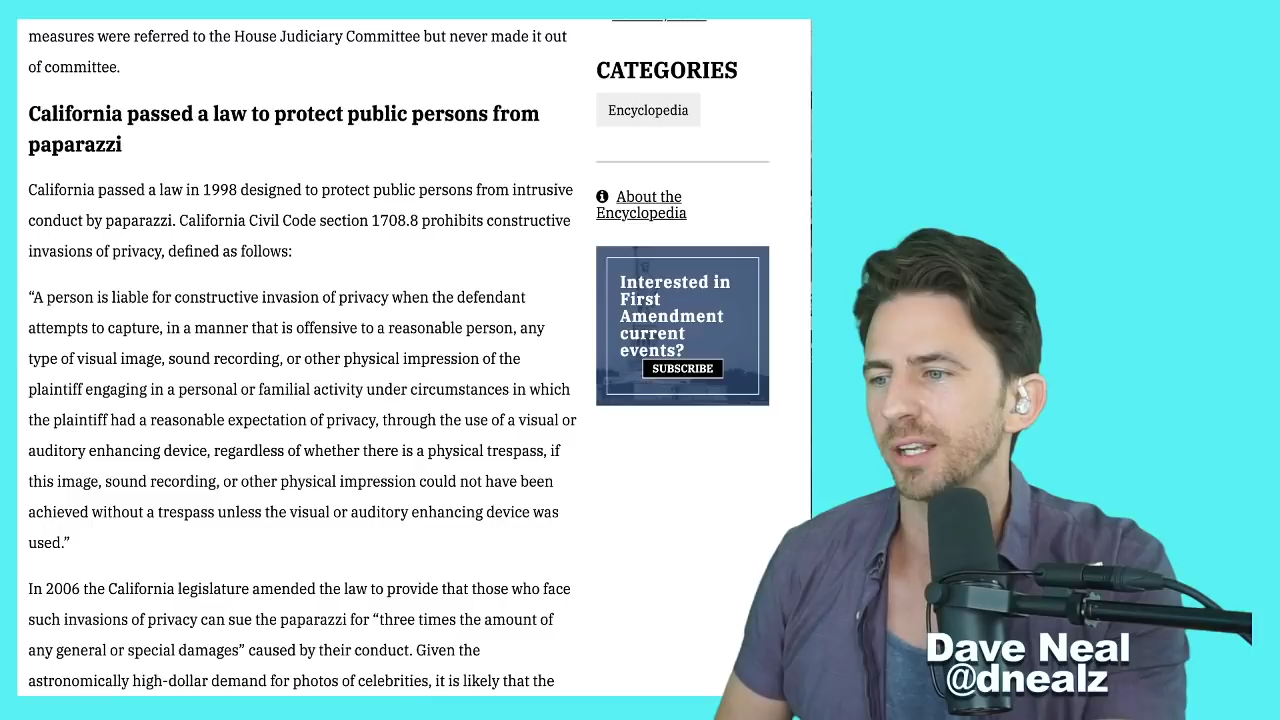 measures were referred to the House Judiciary Committee but never made it out
of committee.
California passed a law to protect public persons from
paparazzi
California passed a law in 1998 designed to protect public persons from intrusive
conduct by paparazzi. California Civil Code section 1708.8 prohibits constructive
invasions of privacy, defined as follows:
“A person is liable for constructive invasion of privacy when the defendant
attempts to capture, in a manner that is offensive to a reasonable person, any
type of visual image, sound recording, or other physical impression of the
plaintiff engaging in a personal or familial activity under circumstances in which
the plaintiff had a reasonable expectation of privacy, through the use of a visual or
auditory enhancing device, regardless of whether there is a physical trespass, if
this image, sound recording, or other physical impression could not have been
achieved without a trespass unless the visual or auditory enhancing device was
used.”
In 2006 the California legislature amended the law to provide that those who face
such invasions of privacy can sue the paparazzi for “three times the amount of
any general or special damages” caused by their conduct. Given the
astronomically high-dollar demand for photos of celebrities, it is likely that the
CATEGORIES
Encyclopedia
About the
Encyclopedia
Interested in
First
Amendment
current
events?
SUBSCRIBE
Dave Neal
@dnealz